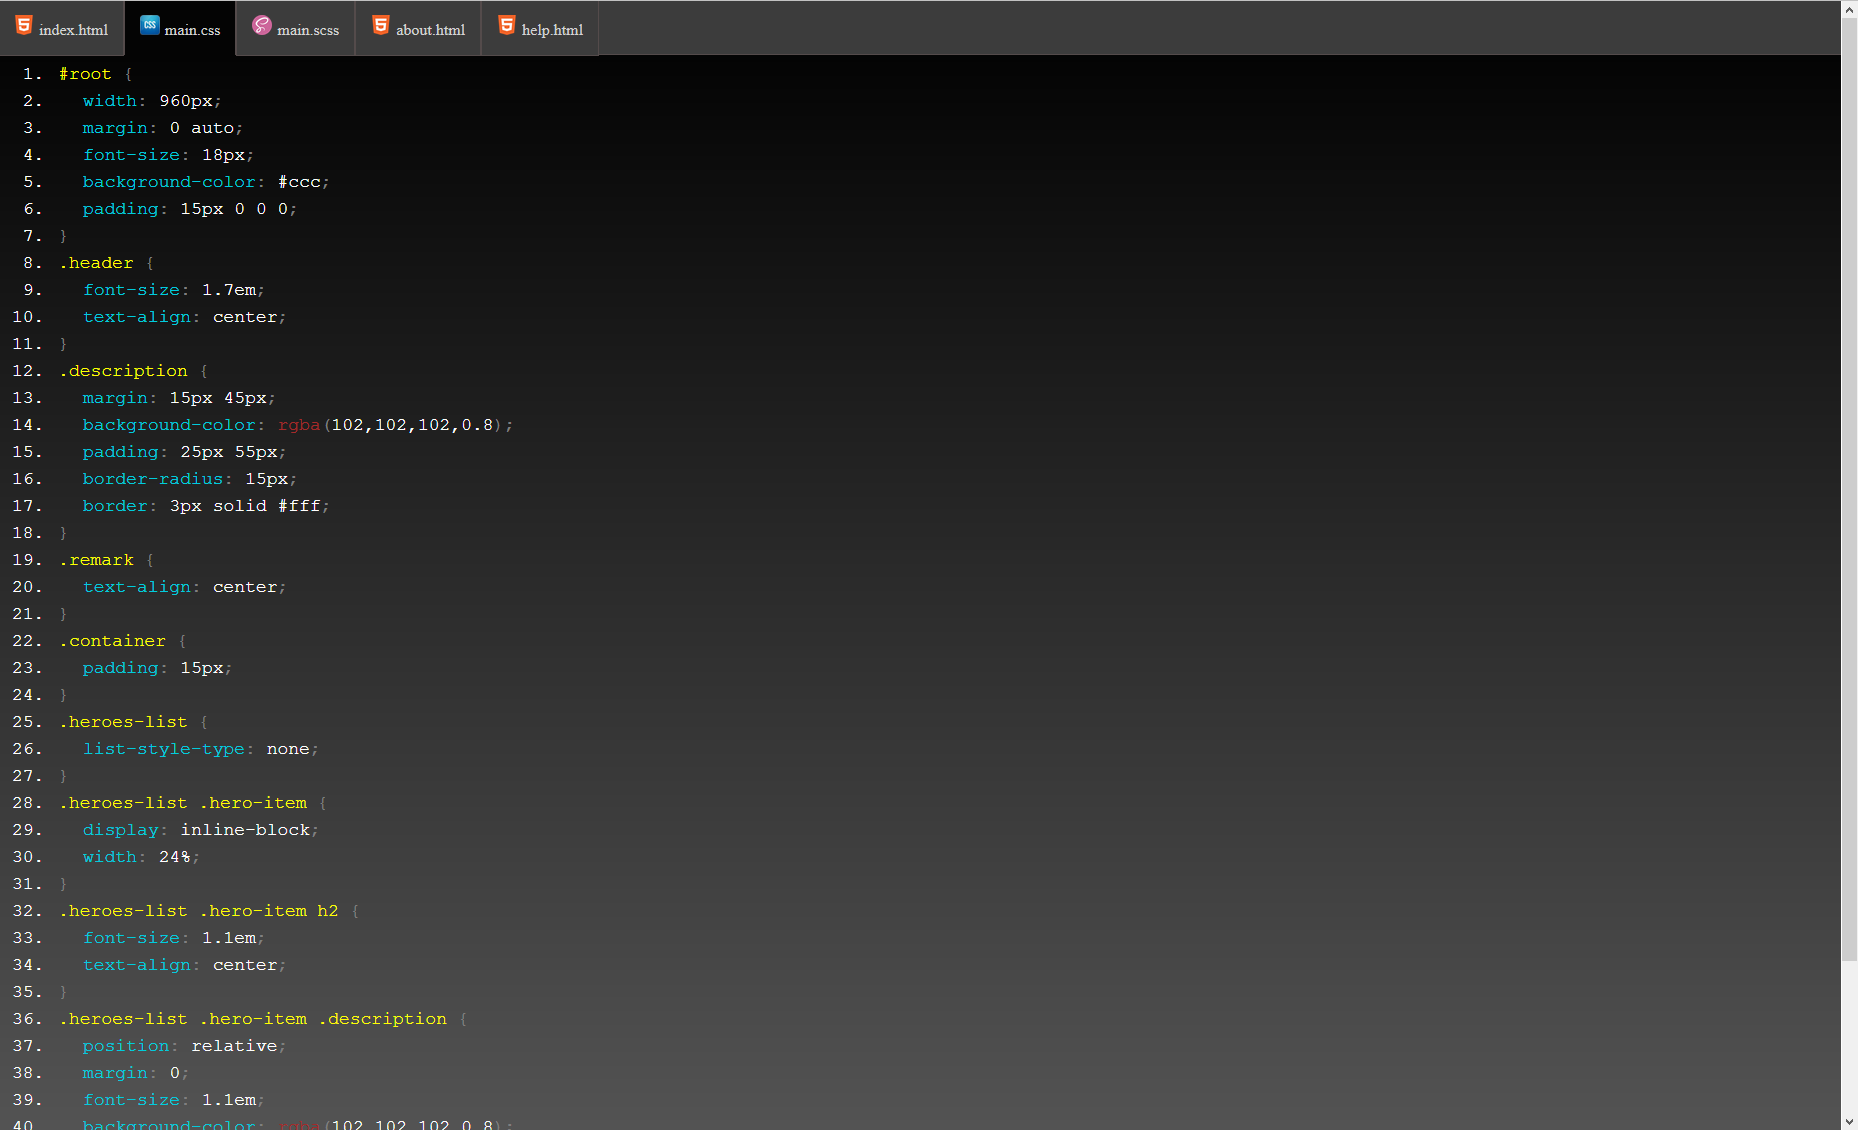 index.html main.css main.scss about.html help.html
1. #root {
2. width: 960px;
3. margin: 0 auto;
4. font-size: 18px;
5. background-color: #ccc;
6. padding: 15px 0 0 0;
7. }
8. .header {
9. font-size: 1.7em;
10. text-align: center;
11. }
12. .description {
13. margin: 15px 45px;
14. background-color: rgba(102,102,102,0.8);
15. padding: 25px 55px;
16. border-radius: 15px;
17. border: 3px solid #fff;
18. }
19. .remark {
20. text-align: center;
21. }
22. .container {
23. padding: 15px;
24. }
25. .heroes-list {
26. list-style-type: none;
27. }
28. .heroes-list .hero-item {
29. display: inline-block;
30. width: 24%;
31. }
32. .heroes-list .hero-item h2 {
33. font-size: 1.1em;
34. text-align: center;
35. }
36. .heroes-list .hero-item .description {
37. position: relative;
38. margin: 0;
39. font-size: 1.1em;
40. background-color: rgba(102,102,102,0.8);